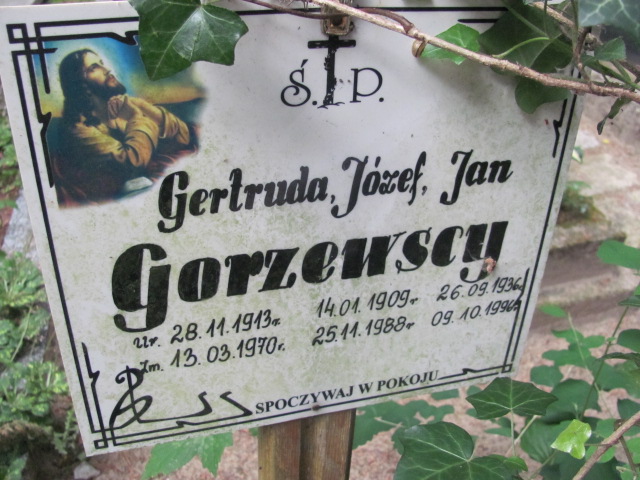 Ś.P.
Gertruda, Józef, Jan
Gorzewscy
Ur. 28.11.1913r. 14.01.1909r. 26.09.1936r.
Zm. 13.03.1970r. 25.11.1988r 09.10.1996r.
SPOCZYWAJ W POKOJU